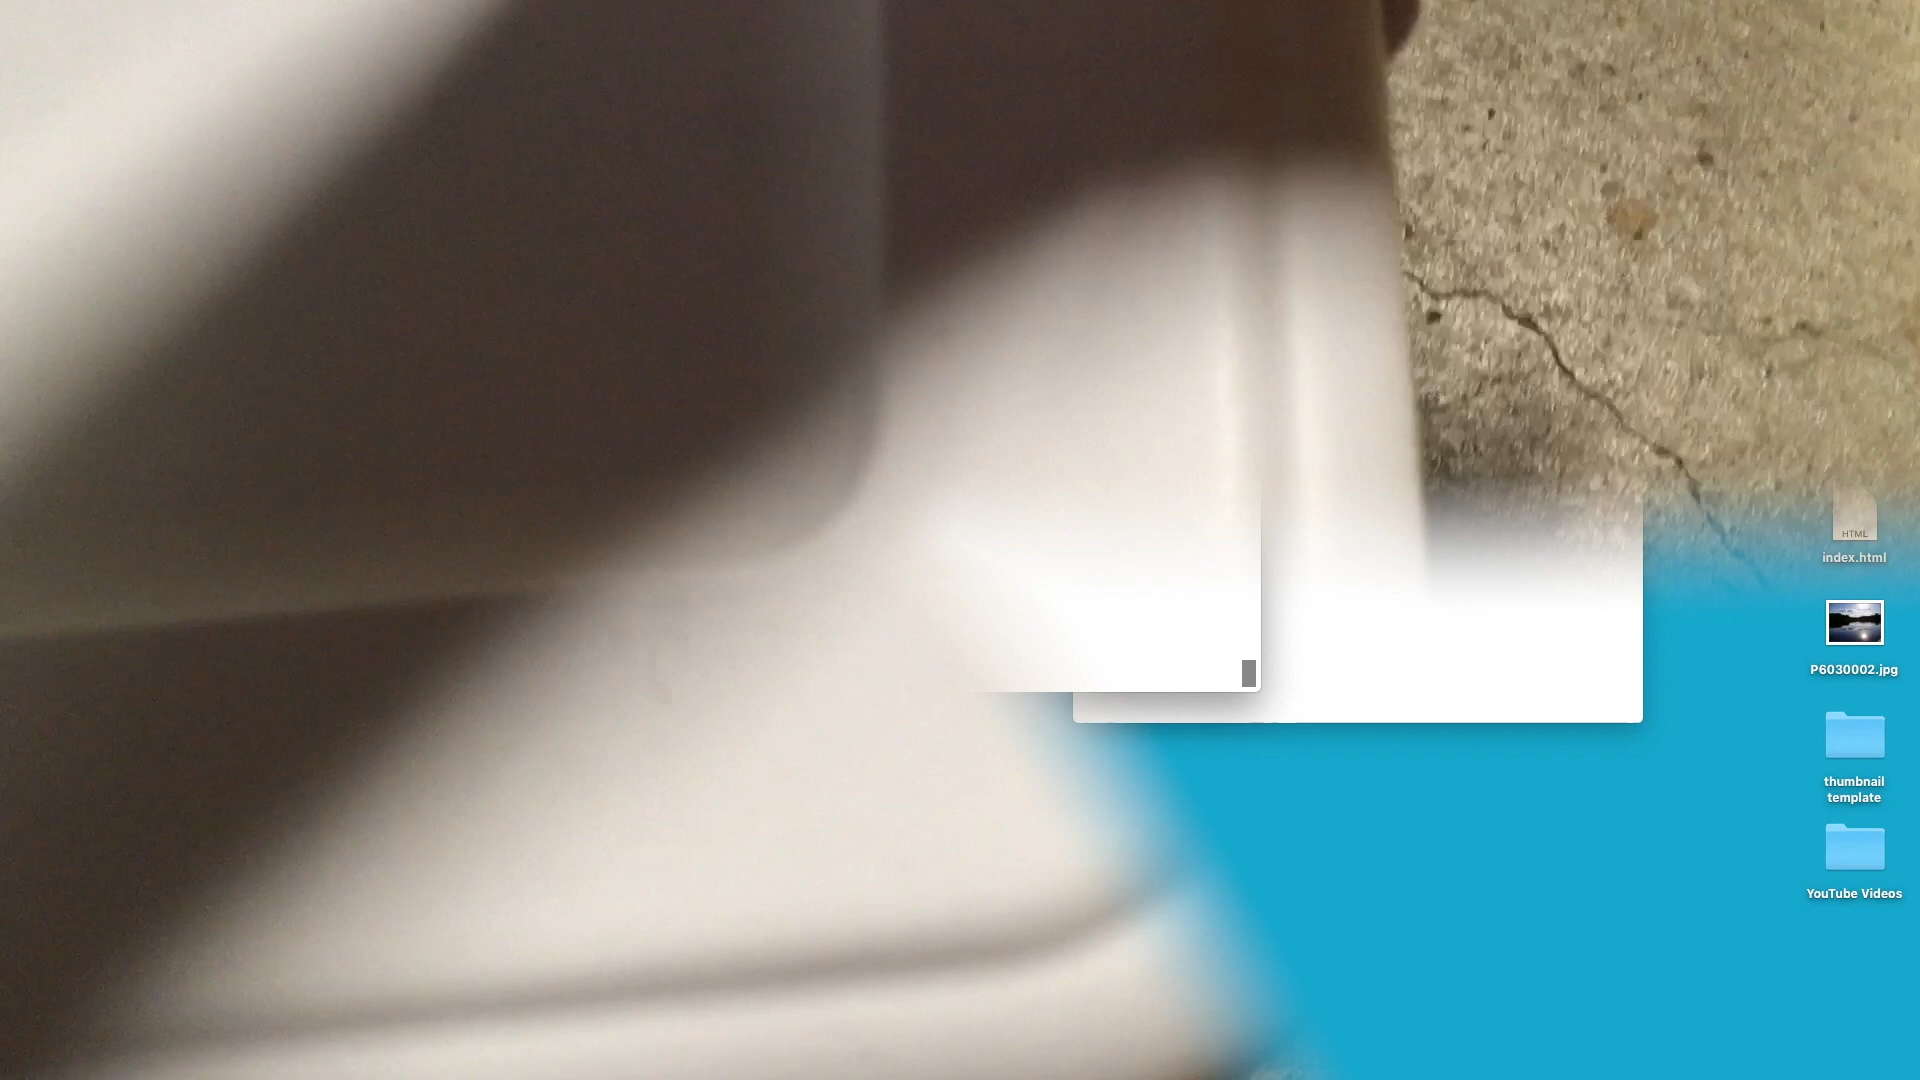 HTML
index.html
P6030002.jpg
thumbnail
template
YouTube Videos